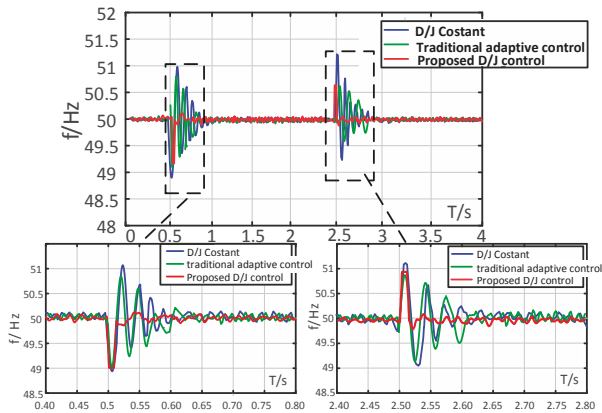 52
51
50
49
48.5
48
f/Hz
D/J Costant
Traditional adaptive control
Proposed D/J control
T/s
0 0.5 1 1.5 2 2.5 3 3.5 4
51
50.5
50
49.5
49
48.5
f/Hz
D/J Costant
traditional adaptive control
Proposed D/J control
T/s
0.40 0.45 0.50 0.55 0.60 0.65 0.70 0.75 0.80
51
50.5
50
49.5
49
48.5
f/Hz
D/J Costant
traditional adaptive control
Proposed D/J control
T/s
2.40 2.45 2.50 2.55 2.60 2.65 2.70 2.75 2.80